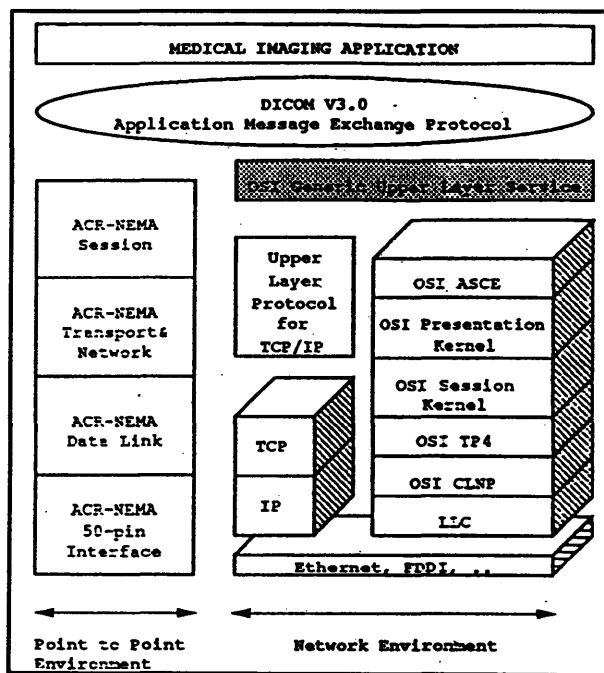 MEDICAL IMAGING APPLICATION
DICOM V3.0
Application Message Exchange Protocol
OSI Generic Upper Layer Service
ACR-NEMA
Session
ACR-NEMA
Transport&
Network
ACR-NEMA
Data Link
ACR-NEMA
50-pin
Interface
Upper
Layer
Protocol
for
TCP/IP
TCP
IP
OSI ASCE
OSI Presentation
Kernel
OSI Session
Kernel
OSI TP4
OSI CLNP
LLC
Ethernet, FDDI, ..
Point to Point
Environment
Network Environment